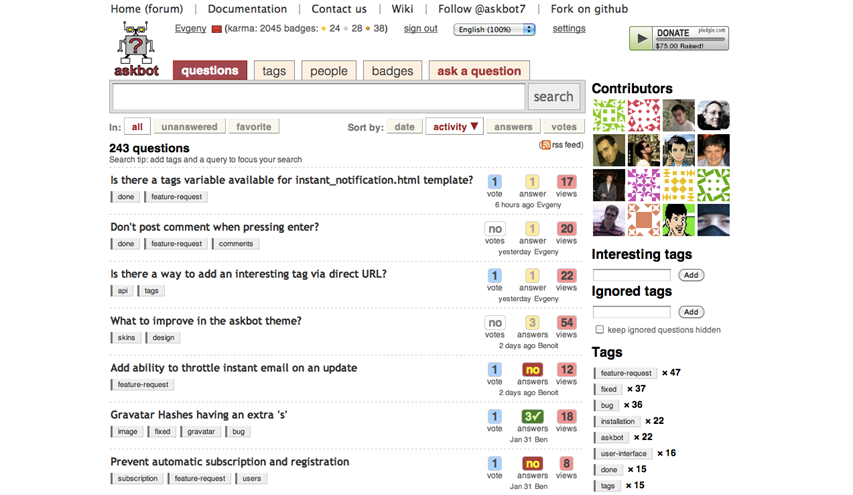 Home (forum) | Documentation | Contact us | Wiki | Follow @askbot7 | Fork on github
Evgeny (karma: 2045 badges: • 24 • 28 • 38) sign out English (100%) settings
DONATE pledgie.com
$75.00 Raised!
askbot
questions tags people badges ask a question
search
In: all unanswered favorite Sort by: date activity ▼ answers votes
243 questions (rss feed)
Search tip: add tags and a query to focus your search
Is there a tags variable available for instant_notification.html template? 1 1 17
vote answer views
done feature-request
6 hours ago Evgeny
Don't post comment when pressing enter? no 1 20
votes answer views
done feature-request comments
yesterday Evgeny
Is there a way to add an interesting tag via direct URL? 1 1 22
vote answer views
api tags
yesterday Evgeny
What to improve in the askbot theme? no 3 54
votes answers views
skins design
2 days ago Benoit
Add ability to throttle instant email on an update 1 no 12
vote answers views
feature-request
2 days ago Benoit
Gravatar Hashes having an extra 's' 1 3✓ 18
vote answers views
image fixed gravatar bug
Jan 31 Ben
Prevent automatic subscription and registration 1 no 8
vote answers views
subscription feature-request users
Jan 31 Ben
Contributors
Interesting tags
Add
Ignored tags
Add
keep ignored questions hidden
Tags
feature-request × 47
fixed × 37
bug × 36
installation × 22
askbot × 22
user-interface × 16
done × 15
tags × 15